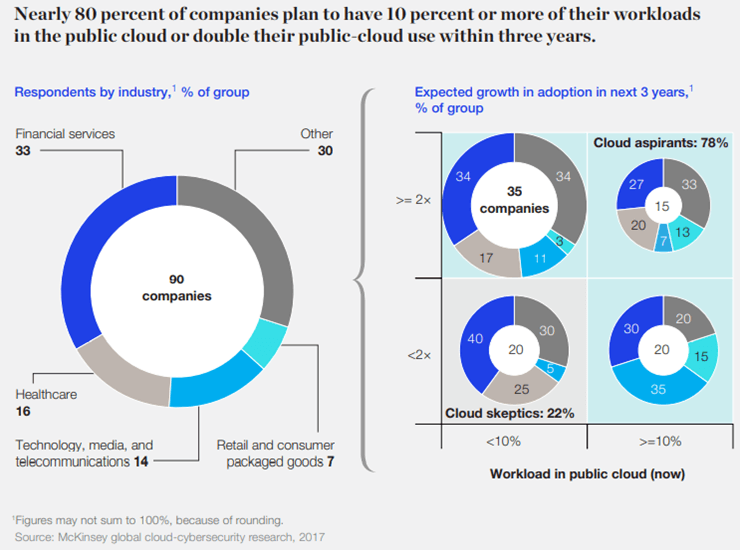 Nearly 80 percent of companies plan to have 10 percent or more of their workloads
in the public cloud or double their public-cloud use within three years.
Respondents by industry,¹ % of group
Financial services
33
Other
30
90
companies
Healthcare
16
Technology, media, and
telecommunications 14
Retail and consumer
packaged goods 7
Expected growth in adoption in next 3 years,¹
% of group
>= 2×
34
34
35
companies
3
17
11
Cloud aspirants: 78%
27
33
15
20
13
7
<2×
40
30
20
5
25
Cloud skeptics: 22%
20
30
20
15
35
<10%
>=10%
Workload in public cloud (now)
¹Figures may not sum to 100%, because of rounding.
Source: McKinsey global cloud-cybersecurity research, 2017